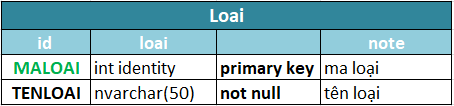 Loai
id loai note
MALOAI int identity primary key ma loại
TENLOAI nvarchar(50) not null tên loại